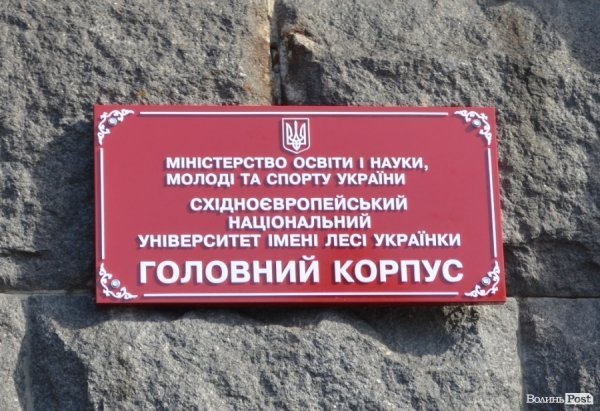 МІНІСТЕРСТВО ОСВІТИ І НАУКИ,
МОЛОДІ ТА СПОРТУ УКРАЇНИ
СХІДНОЄВРОПЕЙСЬКИЙ
НАЦІОНАЛЬНИЙ
УНІВЕРСИТЕТ ІМЕНІ ЛЕСІ УКРАЇНКИ
ГОЛОВНИЙ КОРПУС
ВолиньPost